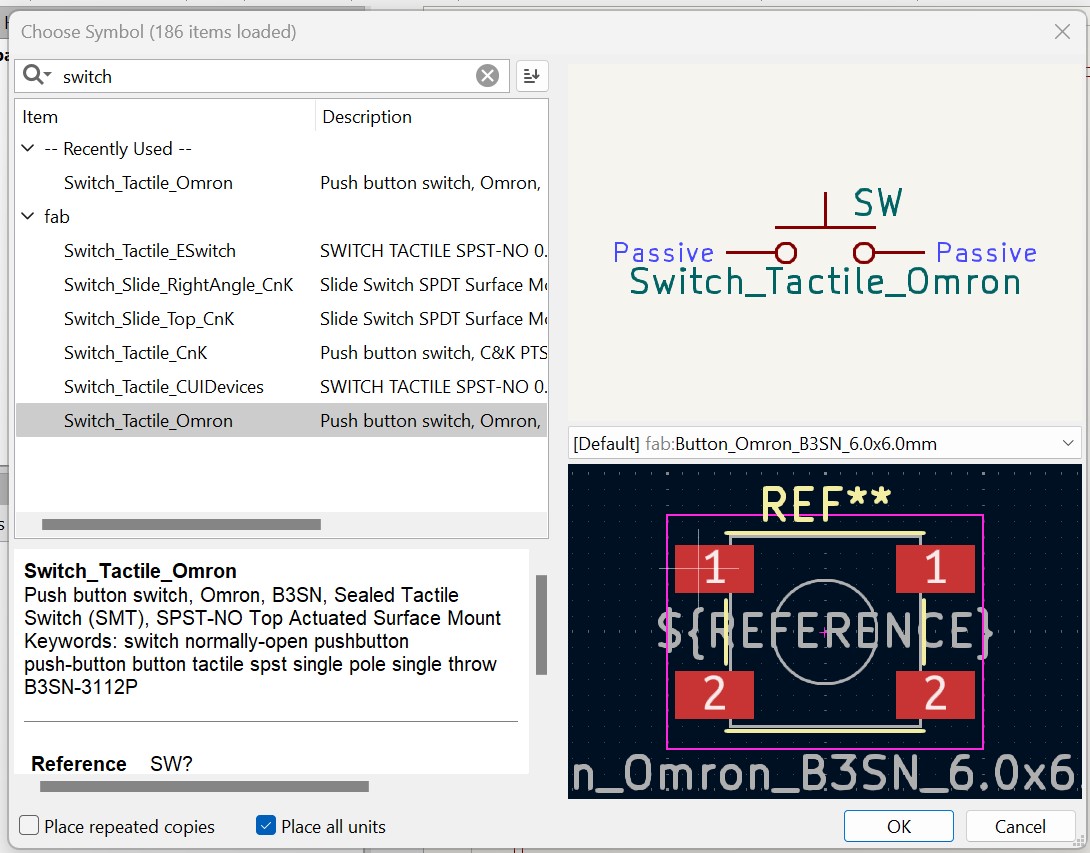 Choose Symbol (186 items loaded)
switch
Item Description
-- Recently Used --
Switch_Tactile_Omron Push button switch, Omron,
fab
Switch_Tactile_ESwitch SWITCH TACTILE SPST-NO 0.
Switch_Slide_RightAngle_CnK Slide Switch SPDT Surface Mo
Switch_Slide_Top_CnK Slide Switch SPDT Surface Mo
Switch_Tactile_CnK Push button switch, C&K PTS
Switch_Tactile_CUIDevices SWITCH TACTILE SPST-NO 0.
Switch_Tactile_Omron Push button switch, Omron,
Switch_Tactile_Omron
Push button switch, Omron, B3SN, Sealed Tactile
Switch (SMT), SPST-NO Top Actuated Surface Mount
Keywords: switch normally-open pushbutton
push-button button tactile spst single pole single throw
B3SN-3112P
Reference SW?
Place repeated copies Place all units
SW
Passive Passive
Switch_Tactile_Omron
[Default] fab:Button_Omron_B3SN_6.0x6.0mm
REF**
1 1
${REFERENCE}
2 2
n_Omron_B3SN_6.0x6
OK Cancel